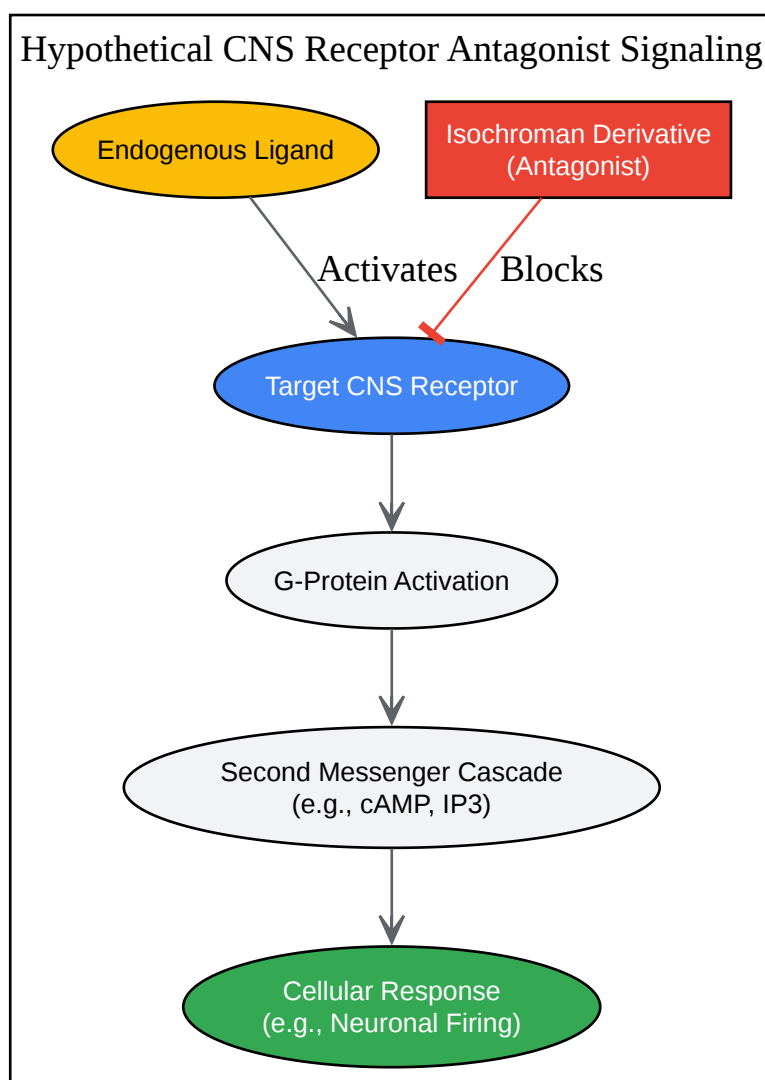 Hypothetical CNS Receptor Antagonist Signaling
Endogenous Ligand
Isochroman Derivative
(Antagonist)
Activates
Blocks
Target CNS Receptor
G-Protein Activation
Second Messenger Cascade
(e.g., cAMP, IP3)
Cellular Response
(e.g., Neuronal Firing)